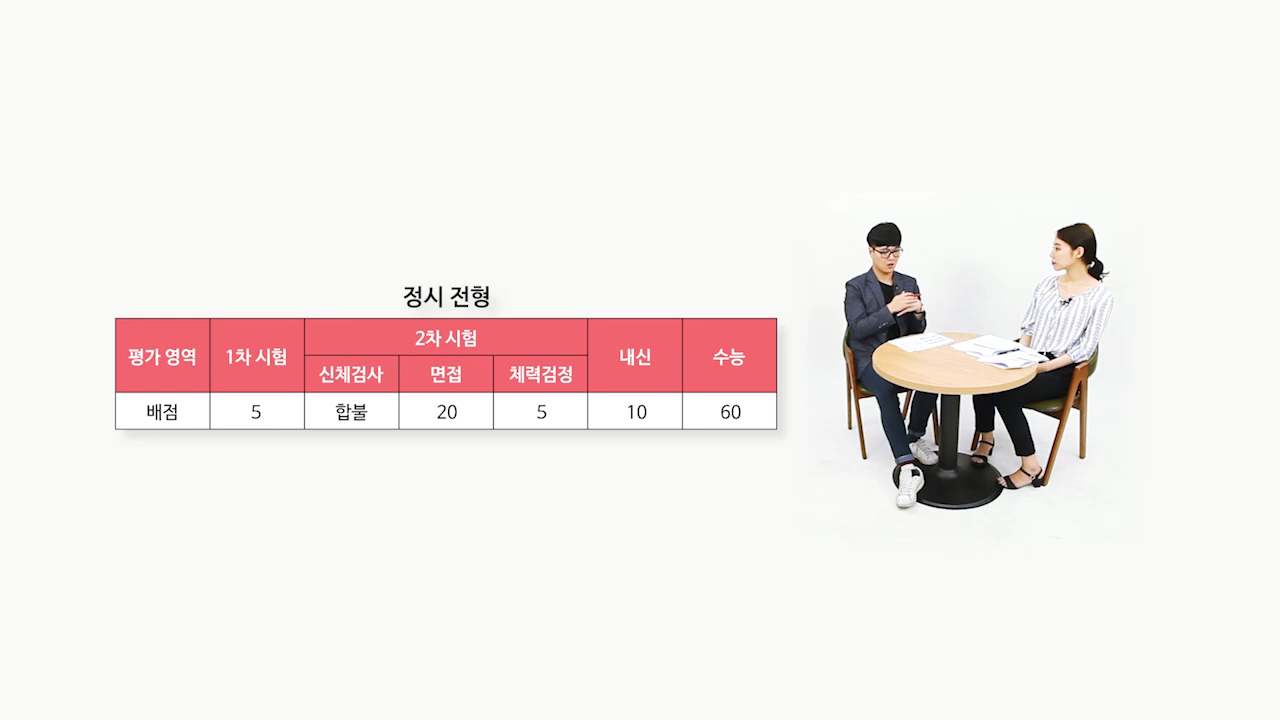 정시 전형
평가 영역 1차 시험 2차 시험 내신 수능
신체검사 면접 체력검정
배점 5 합불 20 5 10 60